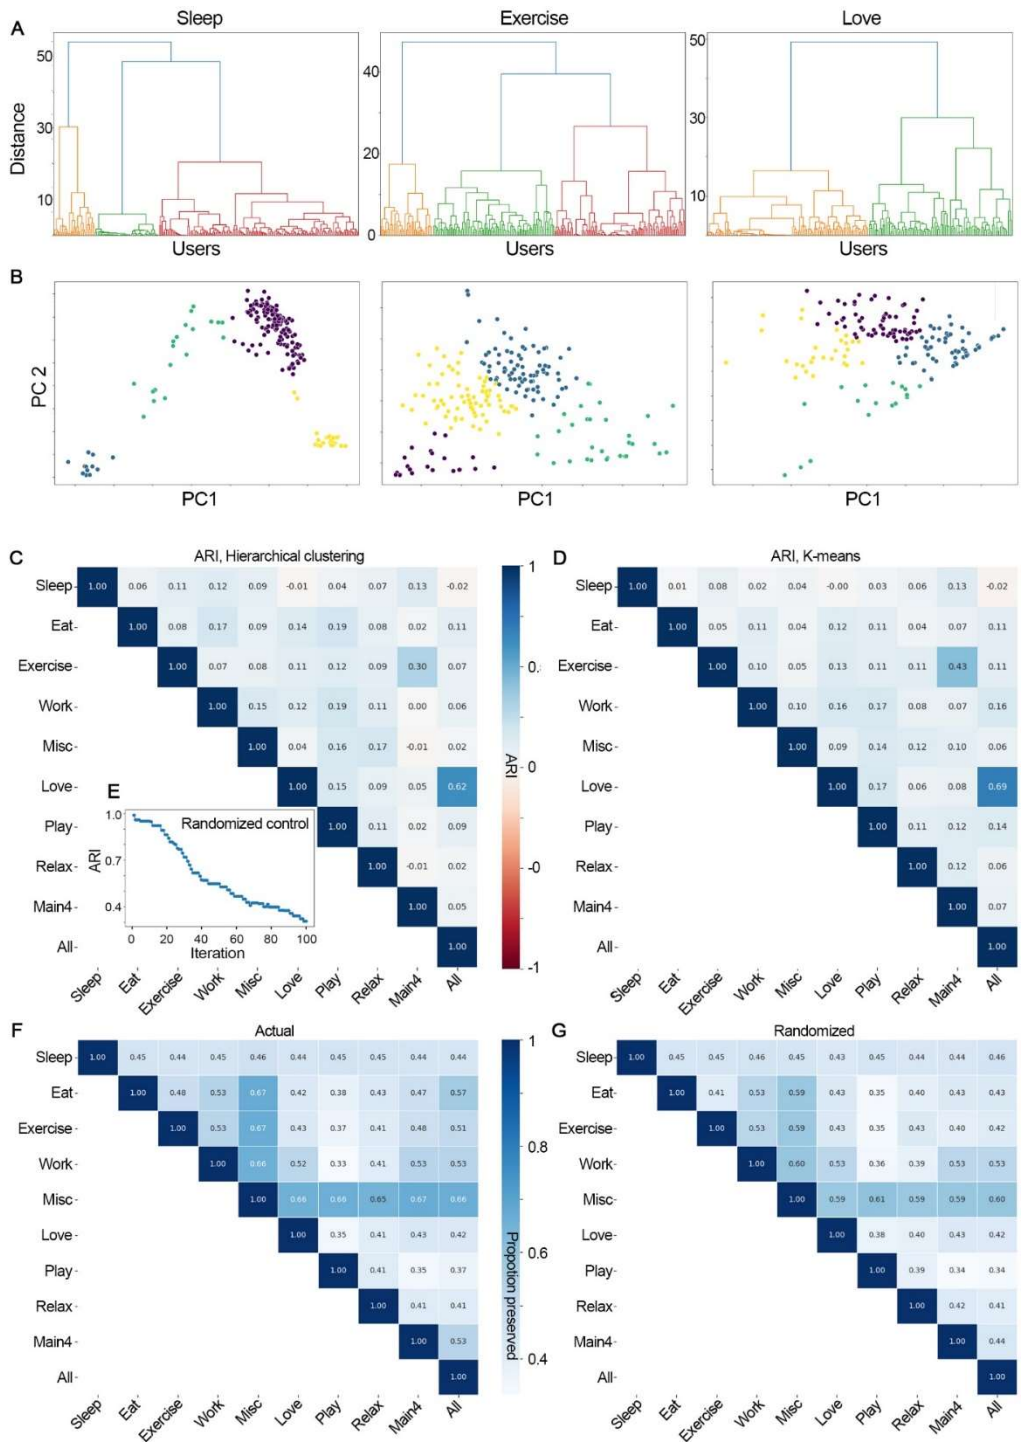 A
Sleep
Exercise
Love
Distance
50
30
10
40
20
0
50
30
10
Users
Users
Users
B
PC 2
PC1
PC1
PC1
C
ARI, Hierarchical clustering
Sleep 1.00 0.06 0.11 0.12 0.09 -0.01 0.04 0.07 0.13 -0.02
Eat 1.00 0.08 0.17 0.09 0.14 0.19 0.08 0.02 0.11
Exercise 1.00 0.07 0.08 0.11 0.12 0.09 0.30 0.07
Work 1.00 0.15 0.12 0.19 0.11 0.00 0.06
Misc 1.00 0.04 0.16 0.17 -0.01 0.02
Love 1.00 0.15 0.09 0.05 0.62
Play 1.00 0.11 0.02 0.09
Relax 1.00 -0.01 0.02
Main4 1.00 0.05
All 1.00
Sleep Eat Exercise Work Misc Love Play Relax Main4 All
1
0.
0
-0
-1
ARI
E
Randomized control
ARI
1.0
0.7
0.4
0 20 40 60 80 100
Iteration
D
ARI, K-means
Sleep 1.00 0.01 0.08 0.02 0.04 -0.00 0.03 0.06 0.13 -0.02
Eat 1.00 0.05 0.11 0.04 0.12 0.11 0.04 0.07 0.11
Exercise 1.00 0.10 0.05 0.13 0.11 0.11 0.43 0.11
Work 1.00 0.10 0.16 0.17 0.08 0.07 0.16
Misc 1.00 0.09 0.14 0.12 0.10 0.06
Love 1.00 0.17 0.06 0.08 0.69
Play 1.00 0.11 0.12 0.14
Relax 1.00 0.12 0.06
Main4 1.00 0.07
All 1.00
Sleep Eat Exercise Work Misc Love Play Relax Main4 All
F
Actual
Sleep 1.00 0.45 0.44 0.45 0.46 0.44 0.45 0.45 0.44 0.44
Eat 1.00 0.48 0.53 0.67 0.42 0.38 0.43 0.47 0.57
Exercise 1.00 0.53 0.67 0.43 0.37 0.41 0.48 0.51
Work 1.00 0.66 0.52 0.33 0.41 0.53 0.53
Misc 1.00 0.66 0.66 0.65 0.67 0.66
Love 1.00 0.35 0.41 0.43 0.42
Play 1.00 0.41 0.35 0.37
Relax 1.00 0.41 0.41
Main4 1.00 0.53
All 1.00
Sleep Eat Exercise Work Misc Love Play Relax Main4 All
1
0.8
0.6
0.4
Propotion preserved
G
Randomized
Sleep 1.00 0.45 0.45 0.46 0.45 0.43 0.45 0.44 0.44 0.46
Eat 1.00 0.41 0.53 0.59 0.43 0.35 0.40 0.43 0.43
Exercise 1.00 0.53 0.59 0.43 0.35 0.43 0.40 0.42
Work 1.00 0.60 0.53 0.36 0.39 0.53 0.53
Misc 1.00 0.59 0.61 0.59 0.59 0.60
Love 1.00 0.38 0.40 0.43 0.42
Play 1.00 0.39 0.34 0.34
Relax 1.00 0.42 0.41
Main4 1.00 0.44
All 1.00
Sleep Eat Exercise Work Misc Love Play Relax Main4 All